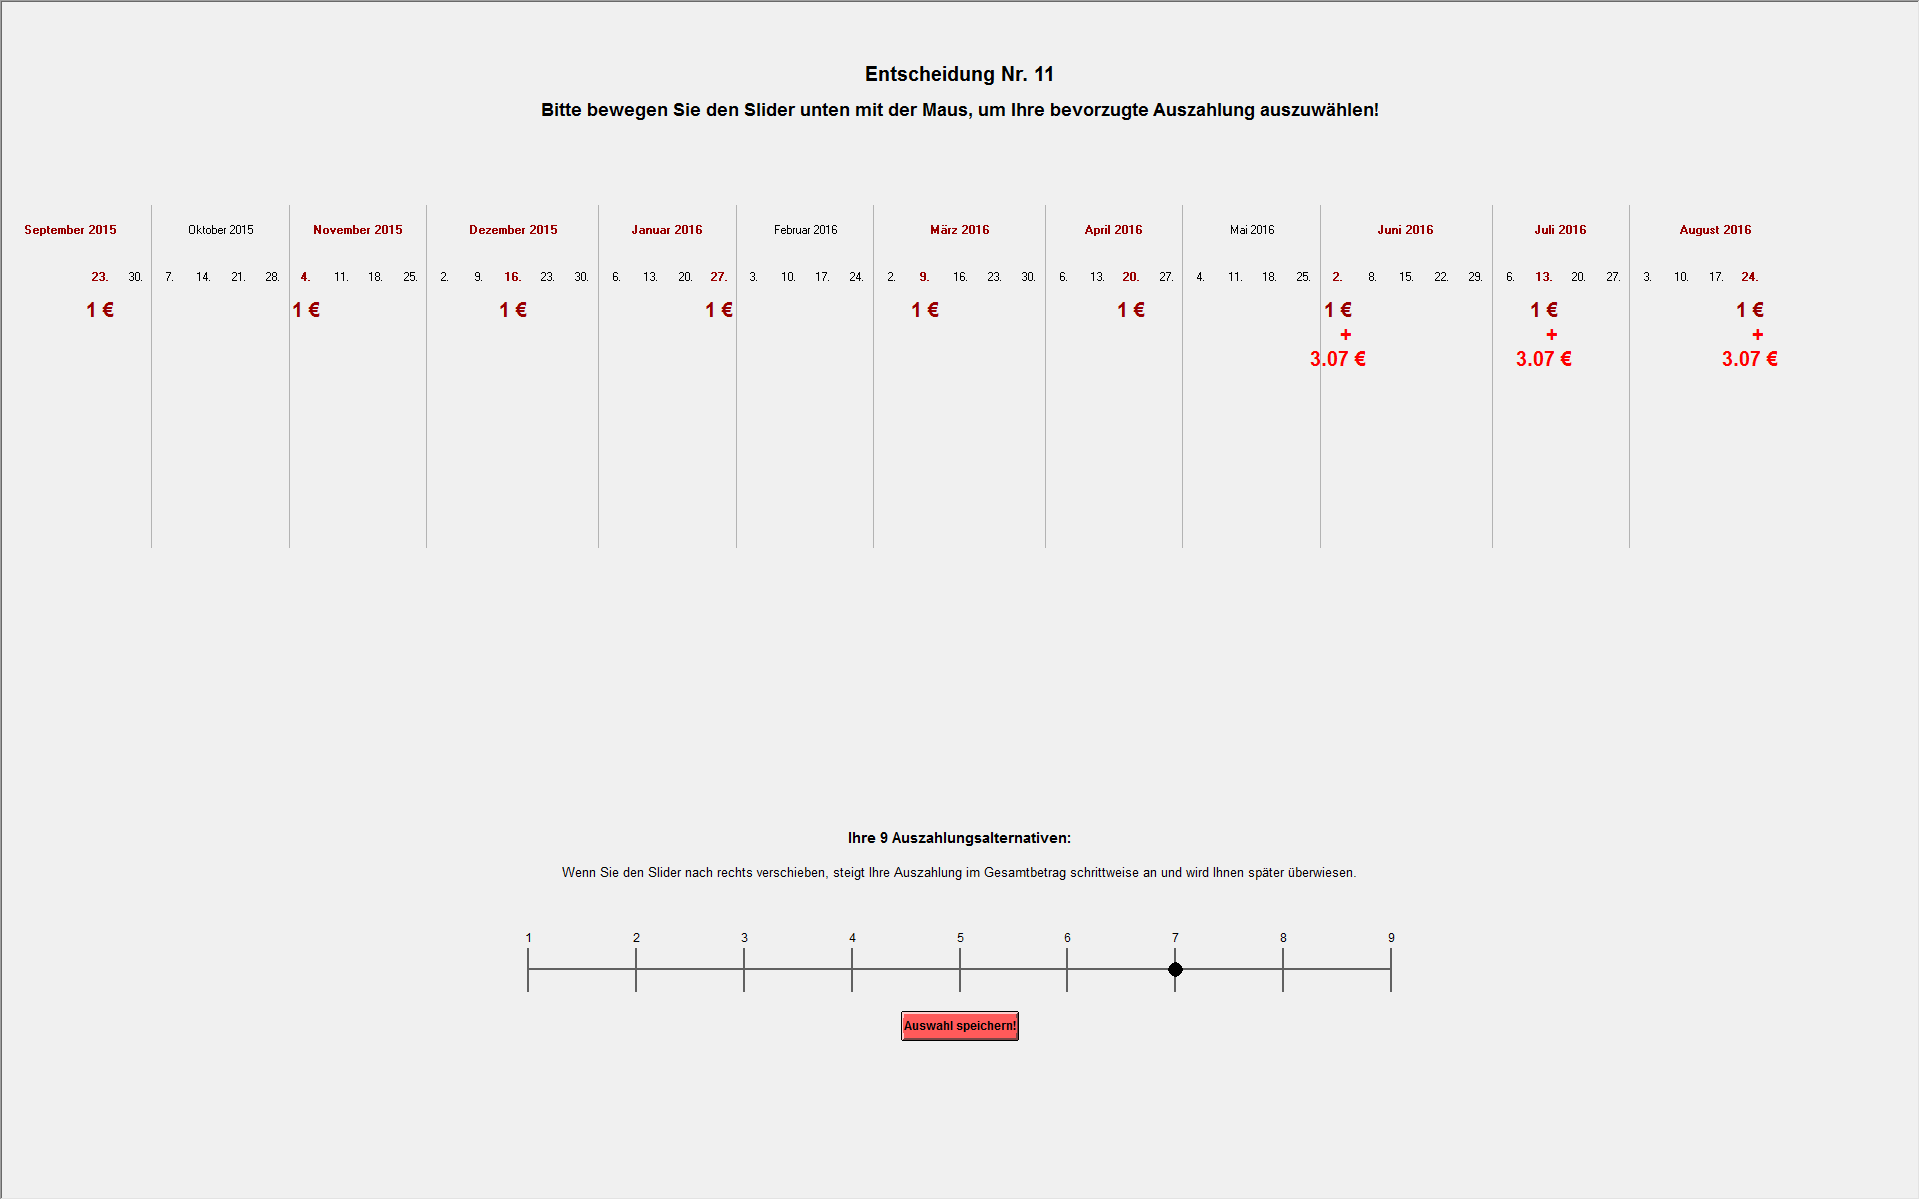 Entscheidung Nr. 11
Bitte bewegen Sie den Slider unten mit der Maus, um Ihre bevorzugte Auszahlung auszuwählen!
September 2015 Oktober 2015 November 2015 Dezember 2015 Januar 2016 Februar 2016 März 2016 April 2016 Mai 2016 Juni 2016 Juli 2016 August 2016
23. 30. 7. 14. 21. 28. 4. 11. 18. 25. 2. 9. 16. 23. 30. 6. 13. 20. 27. 3. 10. 17. 24. 2. 9. 16. 23. 30. 6. 13. 20. 27. 4. 11. 18. 25. 2. 8. 15. 22. 29. 6. 13. 20. 27. 3. 10. 17. 24.
1 € 1 € 1 € 1 € 1 € 1 € 1 € 1 € 1 €
+ + +
3.07 € 3.07 € 3.07 €
Ihre 9 Auszahlungsalternativen:
Wenn Sie den Slider nach rechts verschieben, steigt Ihre Auszahlung im Gesamtbetrag schrittweise an und wird Ihnen später überwiesen.
1 2 3 4 5 6 7 8 9
Auswahl speichern!